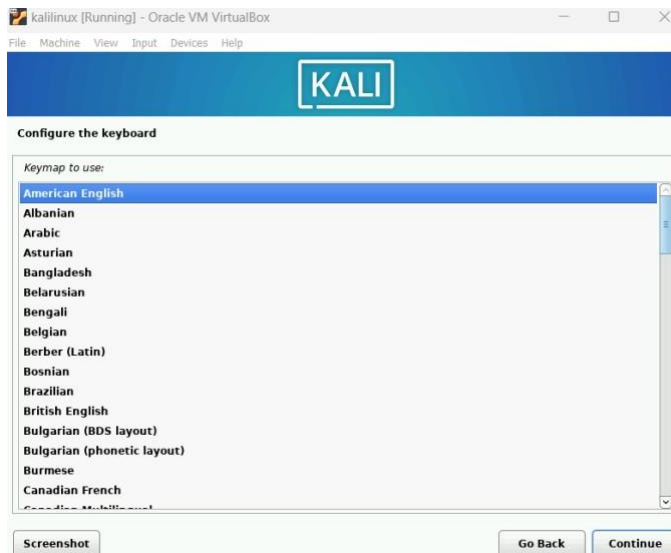 kalilinux [Running] - Oracle VM VirtualBox
File Machine View Input Devices Help
KALI
Configure the keyboard
Keymap to use:
American English
Albanian
Arabic
Asturian
Bangladesh
Belarusian
Bengali
Belgian
Berber (Latin)
Bosnian
Brazilian
British English
Bulgarian (BDS layout)
Bulgarian (phonetic layout)
Burmese
Canadian French
Canadian Multilingual
Screenshot Go Back Continue